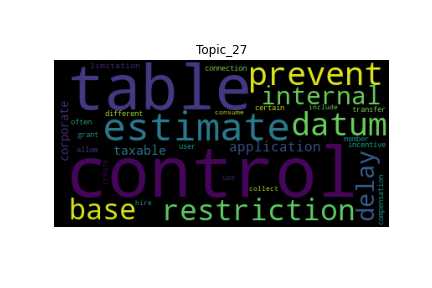 Topic_27
limitation connection
table prevent
internal
corporate different consume certain include transfer
often estimate datum
grant user application member
allow taxable incentive
control delay
create use collect
base hire restriction compensation